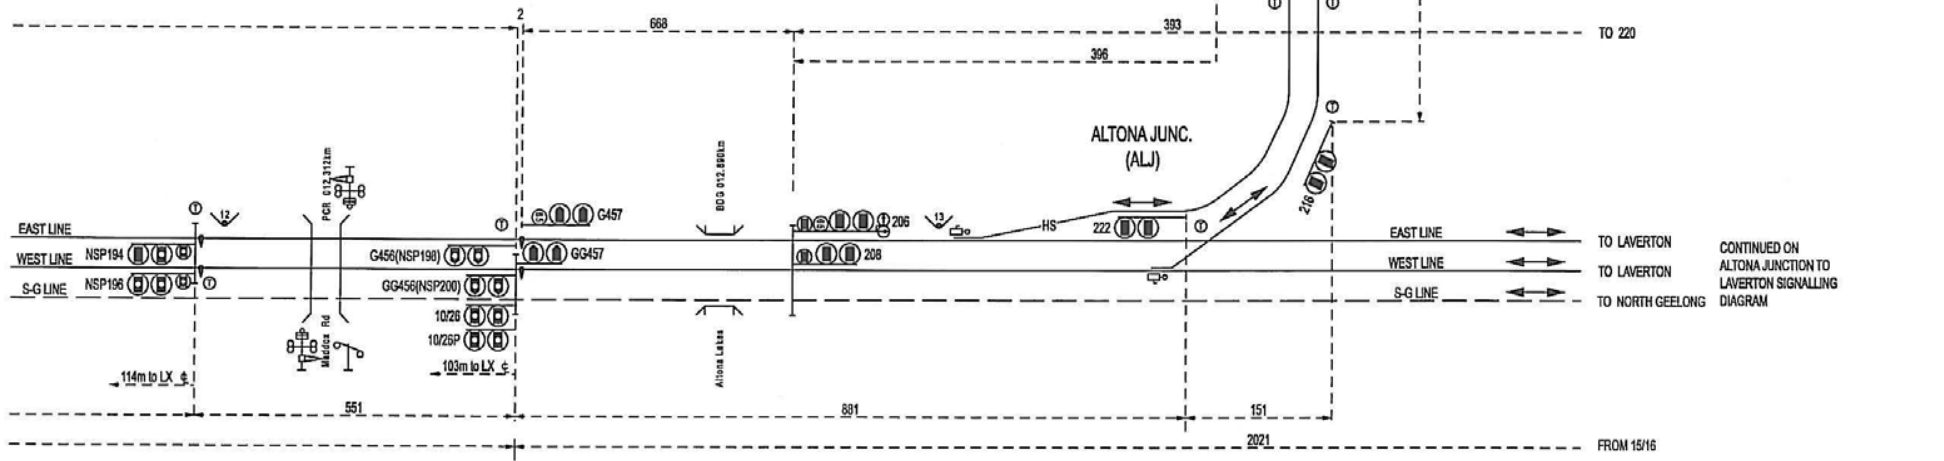 2
668
393
TO 220
396
ALTONA JUNC.
(ALJ)
PCR 012.312km
BDG 012.890km
216
12
G457
206
13
HS
222
EAST LINE
EAST LINE
TO LAVERTON
NSP194
G456(NSP198)
GG457
208
WEST LINE
WEST LINE
TO LAVERTON
CONTINUED ON
ALTONA JUNCTION TO
LAVERTON SIGNALLING
DIAGRAM
NSP196
GG456(NSP200)
S-G LINE
S-G LINE
TO NORTH GEELONG
10/26
10/26P
Maddox Rd
Altona Lakes
114m to LX
103m to LX
551
881
151
2021
FROM 15/16
T
T
T
T
T
T
T